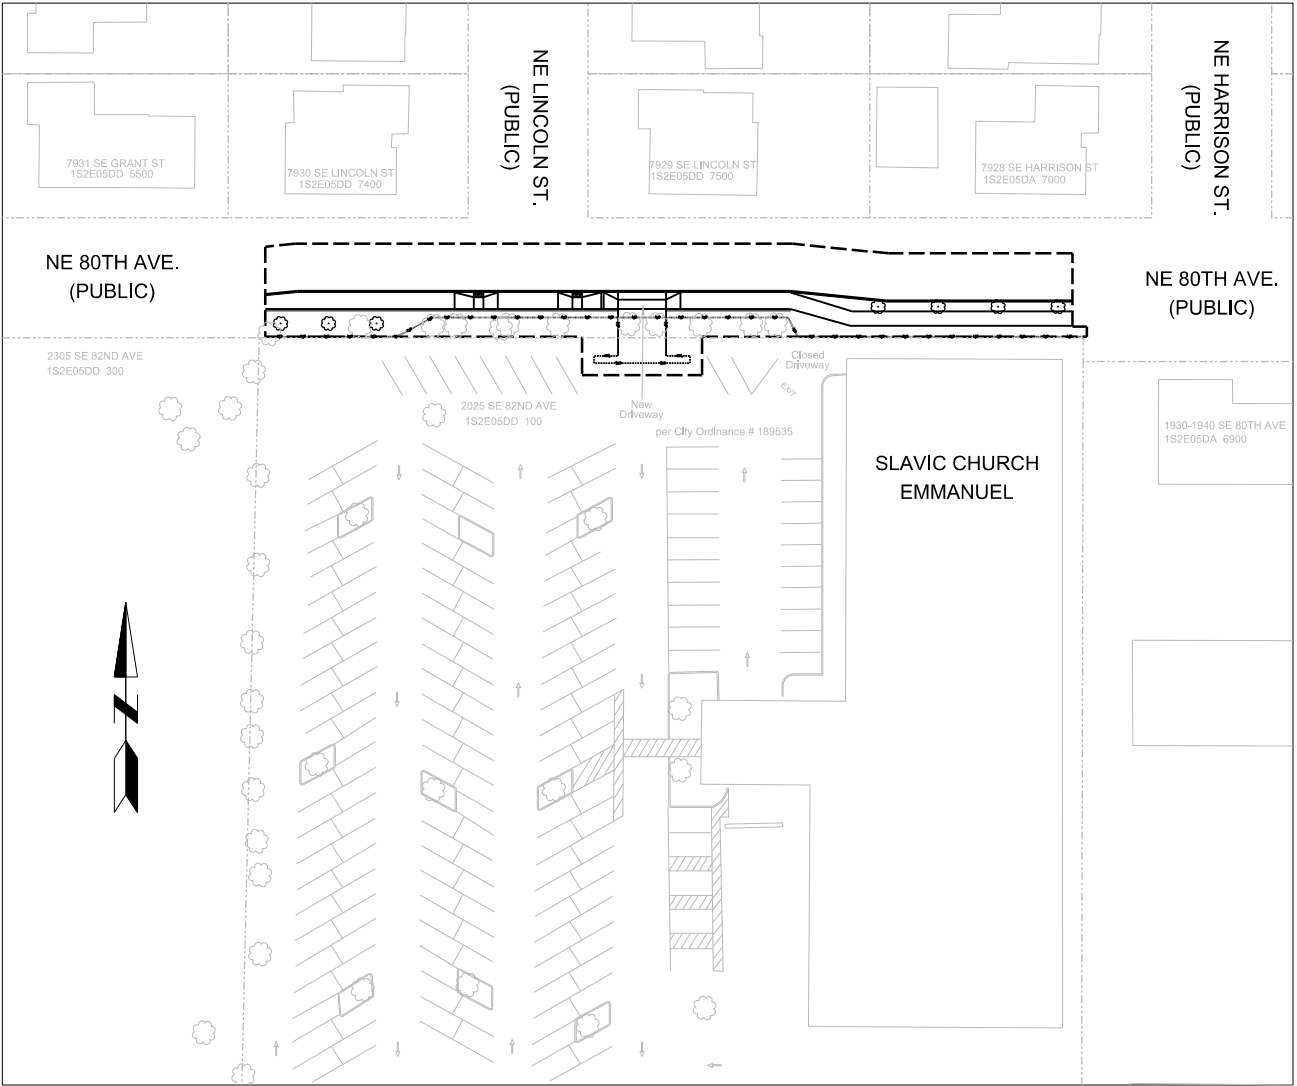 NE LINCOLN ST.
(PUBLIC)
NE HARRISON ST.
(PUBLIC)
7931 SE GRANT ST
1S2E05DD 5500
7930 SE LINCOLN ST
1S2E05DD 7400
7929 SE LINCOLN ST
1S2E05DD 7500
7928 SE HARRISON ST
1S2E05DA 7000
NE 80TH AVE.
(PUBLIC)
NE 80TH AVE.
(PUBLIC)
2305 SE 82ND AVE
1S2E05DD 300
Closed
Driveway
EXIT
2025 SE 82ND AVE
1S2E05DD 100
New
Driveway
per City Ordinance # 189535
1930-1940 SE 80TH AVE
1S2E05DA 6900
SLAVIC CHURCH
EMMANUEL
N